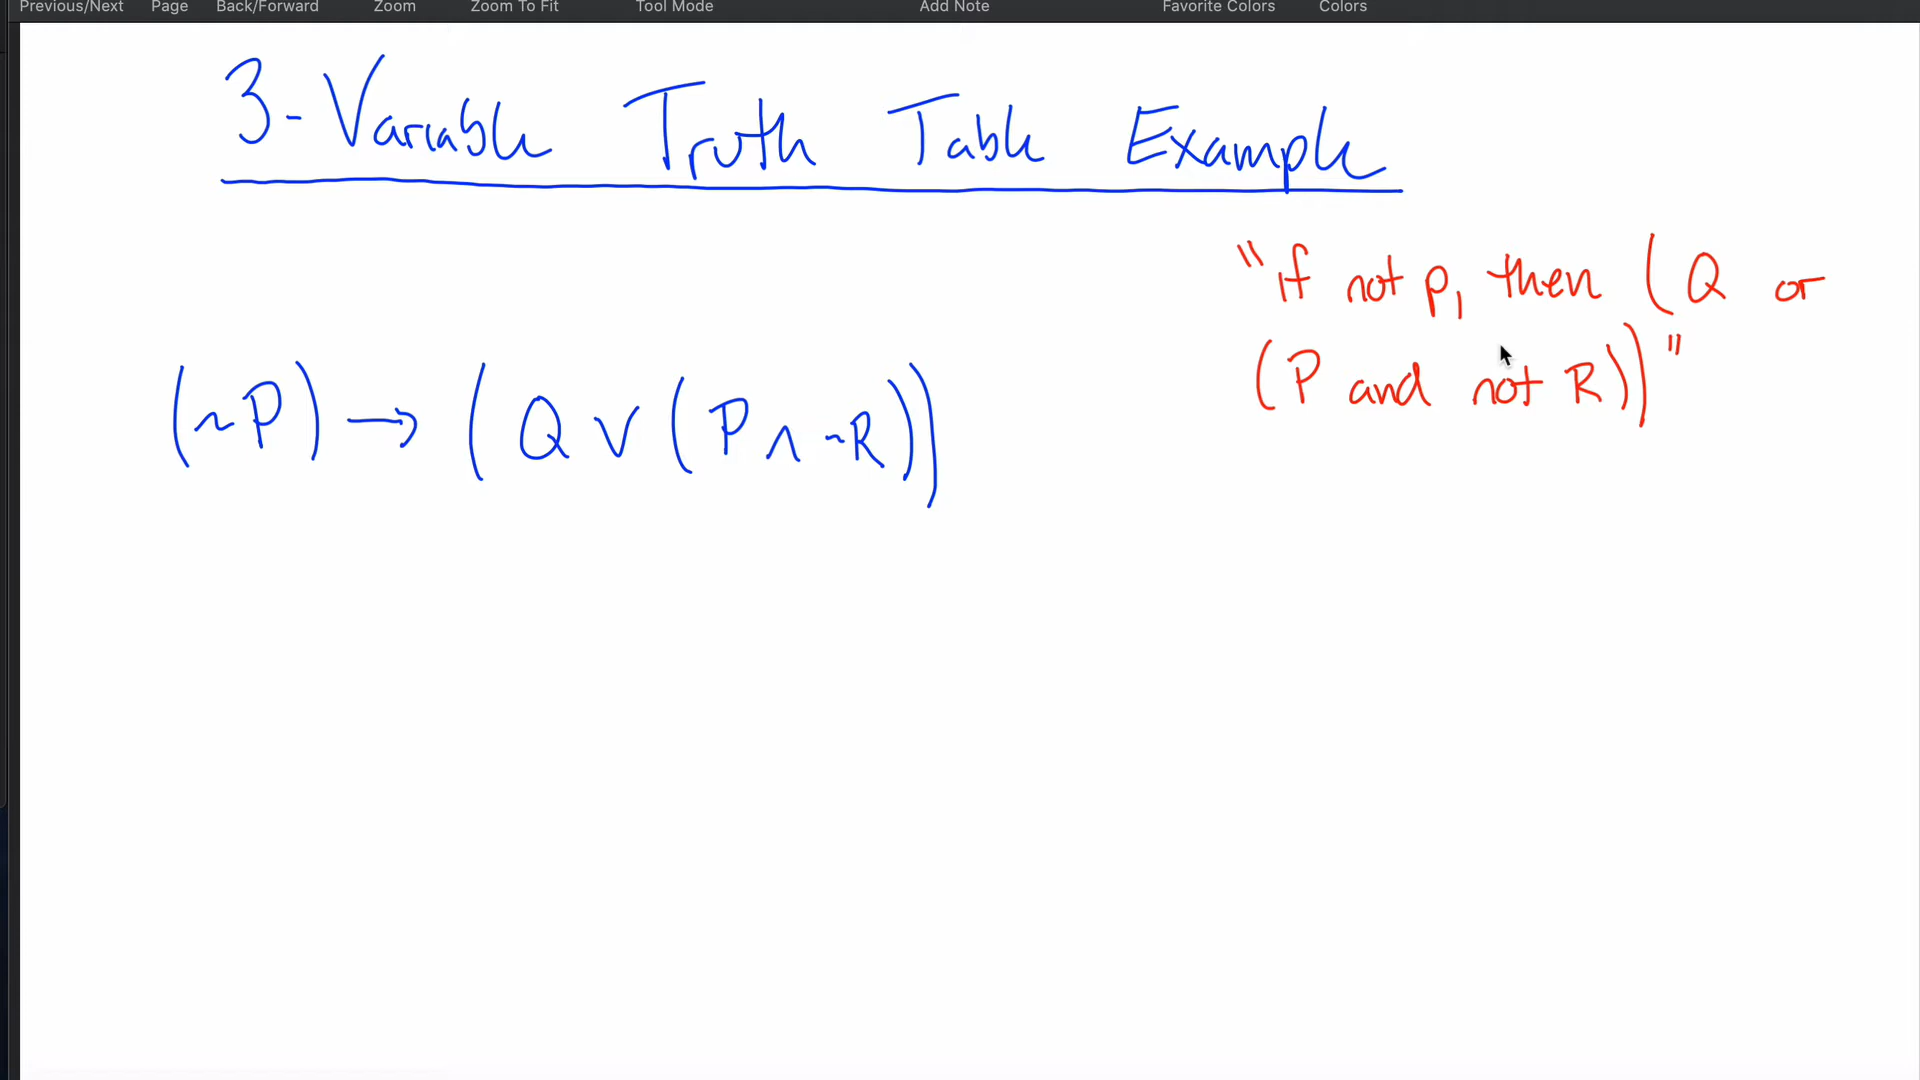 Previous/Next Page Back/Forward Zoom Zoom To Fit Tool Mode Add Note Favorite Colors Colors
3-Variable Truth Table Example
"if not p, then (Q or
(P and not R))"
(~P) → (Q ∨ (P ∧ ~R))